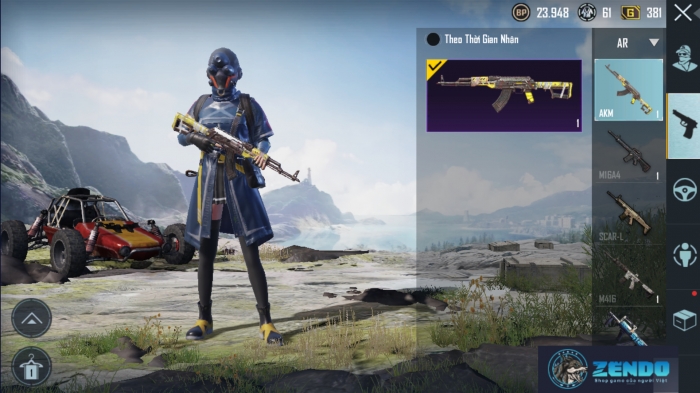 BP 23.948 61 G 381
Theo Thời Gian Nhận
AR
1
AKM 1
M16A4 1
SCAR-L
M416 1
1
ZENDO
Shop game của người Việt